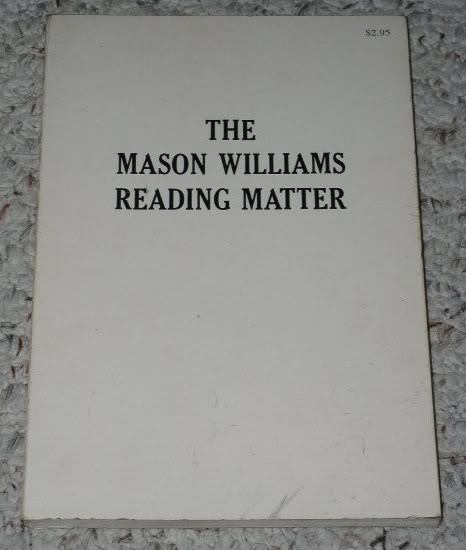 $2.95
THE
MASON WILLIAMS
READING MATTER